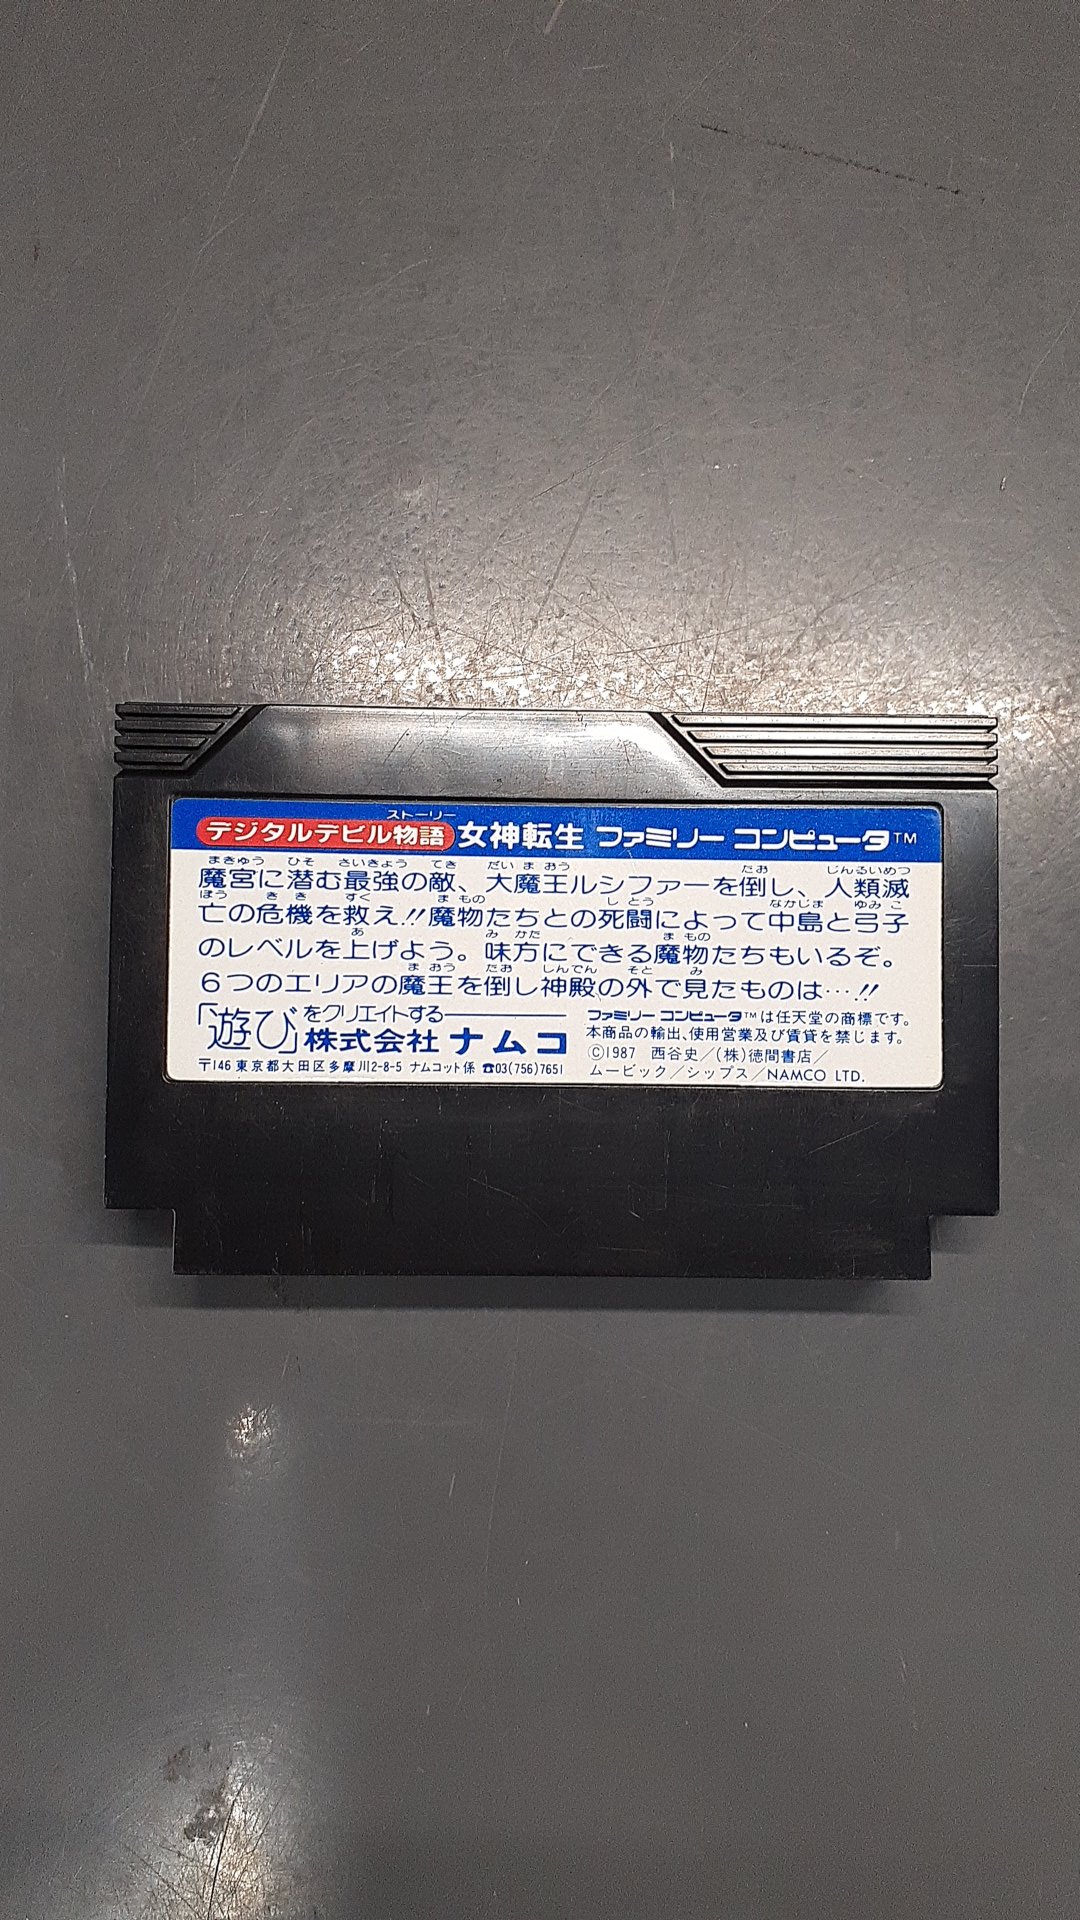 デジタルデビル物語 ストーリー 女神転生 ファミリー コンピュータ™
まきゅう ひそ さいきょう てき だい ま おう たお じんるいめつ
魔宮に潜む最強の敵、大魔王ルシファーを倒し、人類滅
ぼう き き すく ま もの し とう なかじま ゆみ こ
亡の危機を救え!!魔物たちとの死闘によって中島と弓子
あ み かた ま もの
のレベルを上げよう。味方にできる魔物たちもいるぞ。
ま おう たお しんでん そと み
6つのエリアの魔王を倒し神殿の外で見たものは…!!
「遊び」をクリエイトする
株式会社 ナムコ
〒146 東京都大田区多摩川2-8-5 ナムコット係 ☎03(756)7651
ファミリー コンピュータ™は任天堂の商標です。
本商品の輸出、使用営業及び賃貸を禁じます。
©1987 西谷史／(株)徳間書店／
ムービック／シップス／NAMCO LTD.